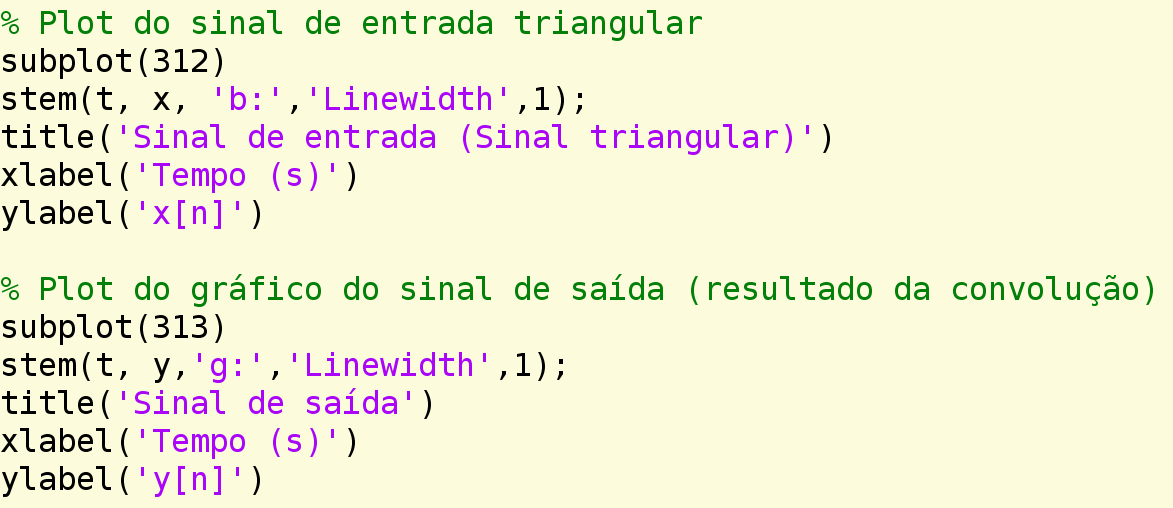 % Plot do sinal de entrada triangular
subplot(312)
stem(t, x, 'b:','Linewidth',1);
title('Sinal de entrada (Sinal triangular)')
xlabel('Tempo (s)')
ylabel('x[n]')
% Plot do gráfico do sinal de saída (resultado da convolução)
subplot(313)
stem(t, y,'g:','Linewidth',1);
title('Sinal de saída')
xlabel('Tempo (s)')
ylabel('y[n]')